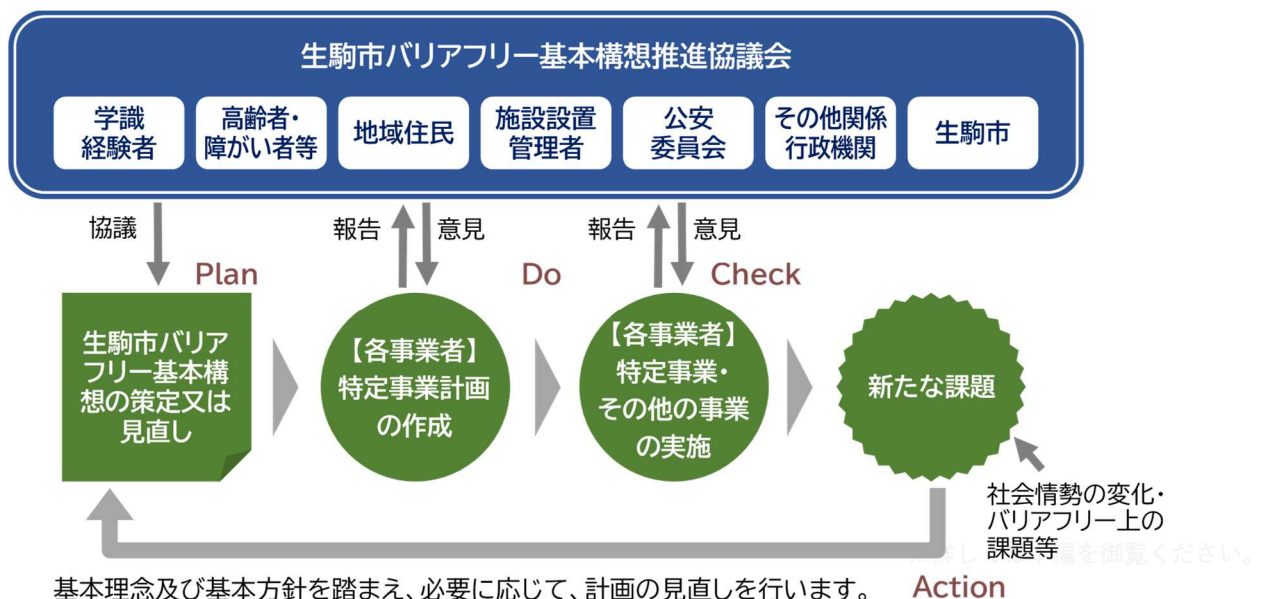 生駒市バリアフリー基本構想推進協議会
学識
経験者
高齢者・
障がい者等
地域住民
施設設置
管理者
公安
委員会
その他関係
行政機関
生駒市
協議
報告
意見
報告
意見
Plan
Do
Check
生駒市バリア
フリー基本構
想の策定又は
見直し
【各事業者】
特定事業計画
の作成
【各事業者】
特定事業・
その他の事業
の実施
新たな課題
社会情勢の変化・
バリアフリー上の
課題等
編を御覧ください。
基本理念及び基本方針を踏まえ、必要に応じて、計画の見直しを行います。
Action